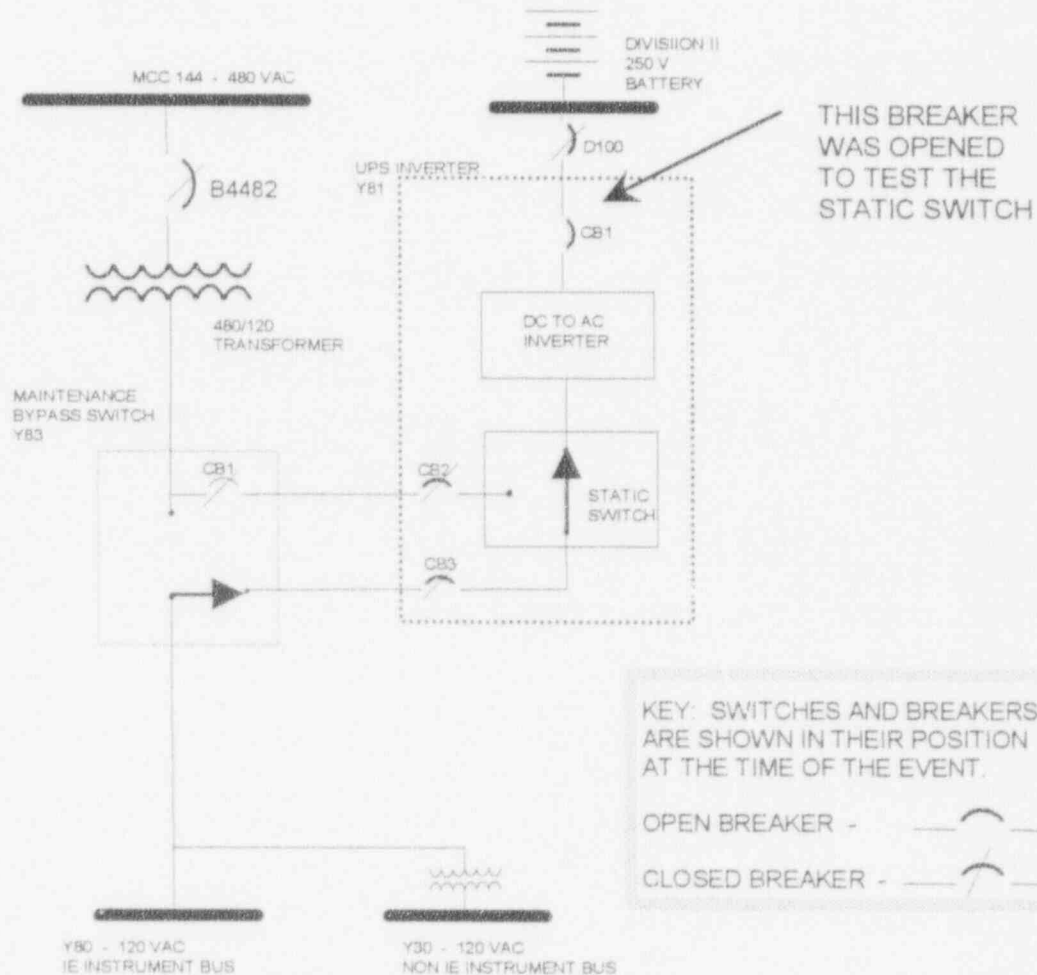 MCC 144 - 480 VAC
B4482
480/120
TRANSFORMER
MAINTENANCE
BYPASS SWITCH
Y83
CB1
DIVISIION II
250 V
BATTERY
D100
UPS INVERTER
Y81
CB1
THIS BREAKER
WAS OPENED
TO TEST THE
STATIC SWITCH
DC TO AC
INVERTER
CB2
STATIC
SWITCH
CB3
KEY: SWITCHES AND BREAKERS
ARE SHOWN IN THEIR POSITION
AT THE TIME OF THE EVENT.
OPEN BREAKER -
CLOSED BREAKER -
Y80 - 120 VAC
IE INSTRUMENT BUS
Y30 - 120 VAC
NON IE INSTRUMENT BUS